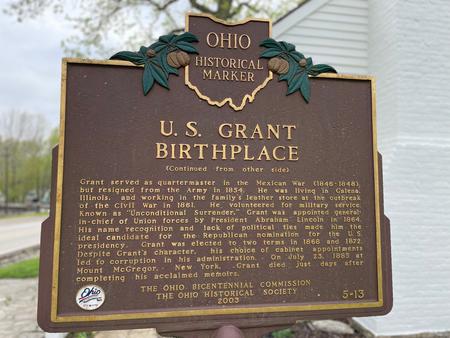 OHIO
HISTORICAL
MARKER
U. S. GRANT
BIRTHPLACE
(Continued from other side)
Grant served as quartermaster in the Mexican War (1846-1848),
but resigned from the Army in 1854. He was living in Galena,
Illinois, and working in the family's leather store at the outbreak
of the Civil War in 1861. He volunteered for military service.
Known as "Unconditional Surrender," Grant was appointed general-
in-chief of Union forces by President Abraham Lincoln in 1864.
His name recognition and lack of political ties made him the
ideal candidate for the Republican nomination for the U.S.
presidency. Grant was elected to two terms in 1868 and 1872.
Despite Grant's character, his choice of cabinet appointments
led to corruption in his administration. On July 23, 1885 at
Mount McGregor, New York, Grant died just days after
completing his acclaimed memoirs.
THE OHIO BICENTENNIAL COMMISSION
THE OHIO HISTORICAL SOCIETY
2003
5-13
Ohio